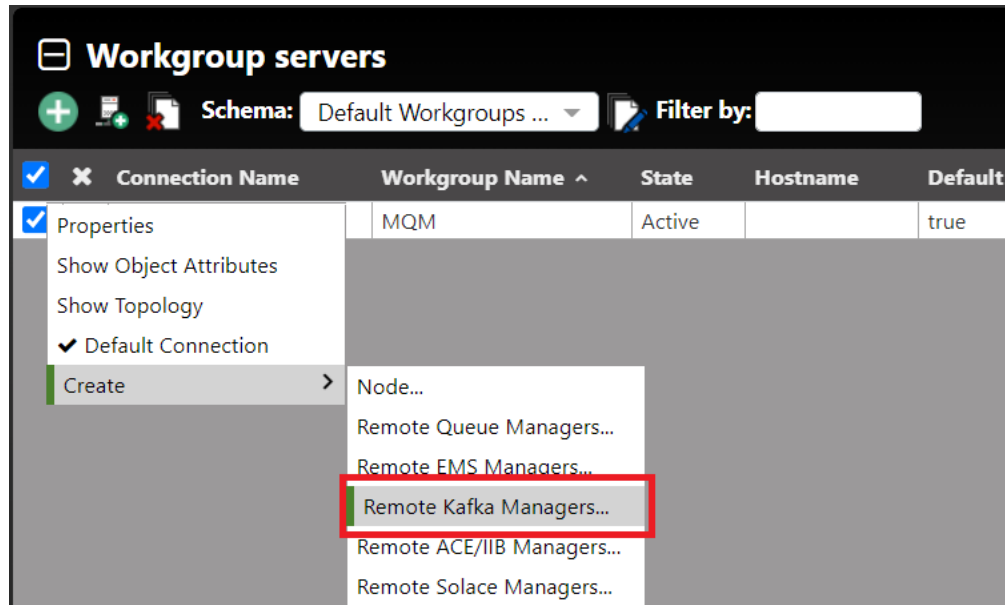 Workgroup servers
Schema: Default Workgroups ... Filter by:
Connection Name Workgroup Name State Hostname Default
MQM Active true
Properties
Show Object Attributes
Show Topology
Default Connection
Create
Node...
Remote Queue Managers...
Remote EMS Managers...
Remote Kafka Managers...
Remote ACE/IIB Managers...
Remote Solace Managers...